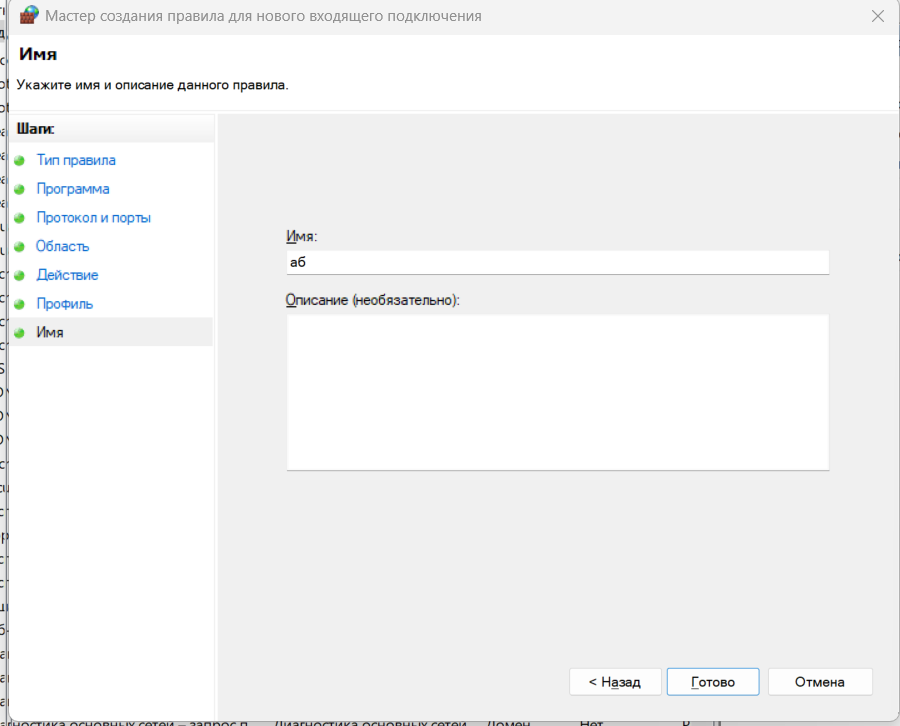 Мастер создания правила для нового входящего подключения
Имя
Укажите имя и описание данного правила.
Шаги:
Тип правила
Программа
Протокол и порты
Область
Действие
Профиль
Имя
Имя:
аб
Описание (необязательно):
< Назад
Готово
Отмена